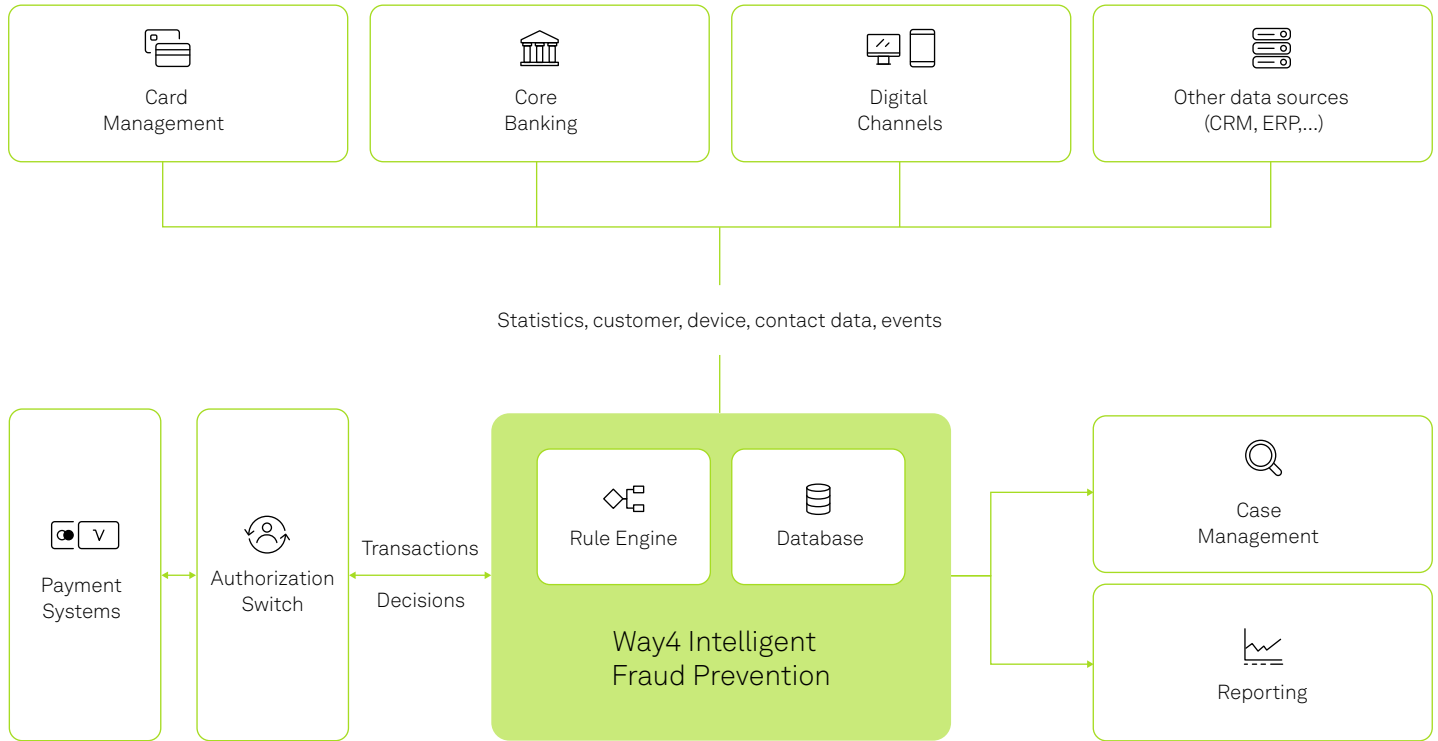 Card
Management
Core
Banking
Digital
Channels
Other data sources
(CRM, ERP,...)
Statistics, customer, device, contact data, events
Payment
Systems
Authorization
Switch
Transactions
Decisions
Rule Engine
Database
Way4 Intelligent
Fraud Prevention
Case
Management
Reporting